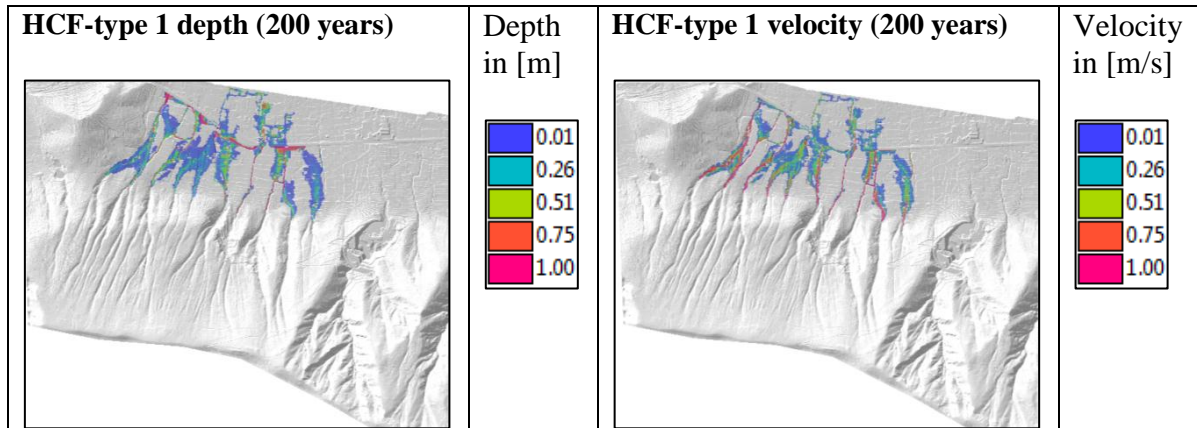 HCF-type 1 depth (200 years)
Depth
in [m]
0.01
0.26
0.51
0.75
1.00
HCF-type 1 velocity (200 years)
Velocity
in [m/s]
0.01
0.26
0.51
0.75
1.00